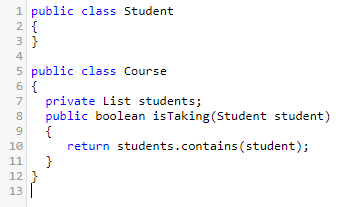 1 public class Student
2 {
3 }
4
5 public class Course
6 {
7   private List students;
8   public boolean isTaking(Student student)
9   {
10      return students.contains(student);
11   }
12 }
13